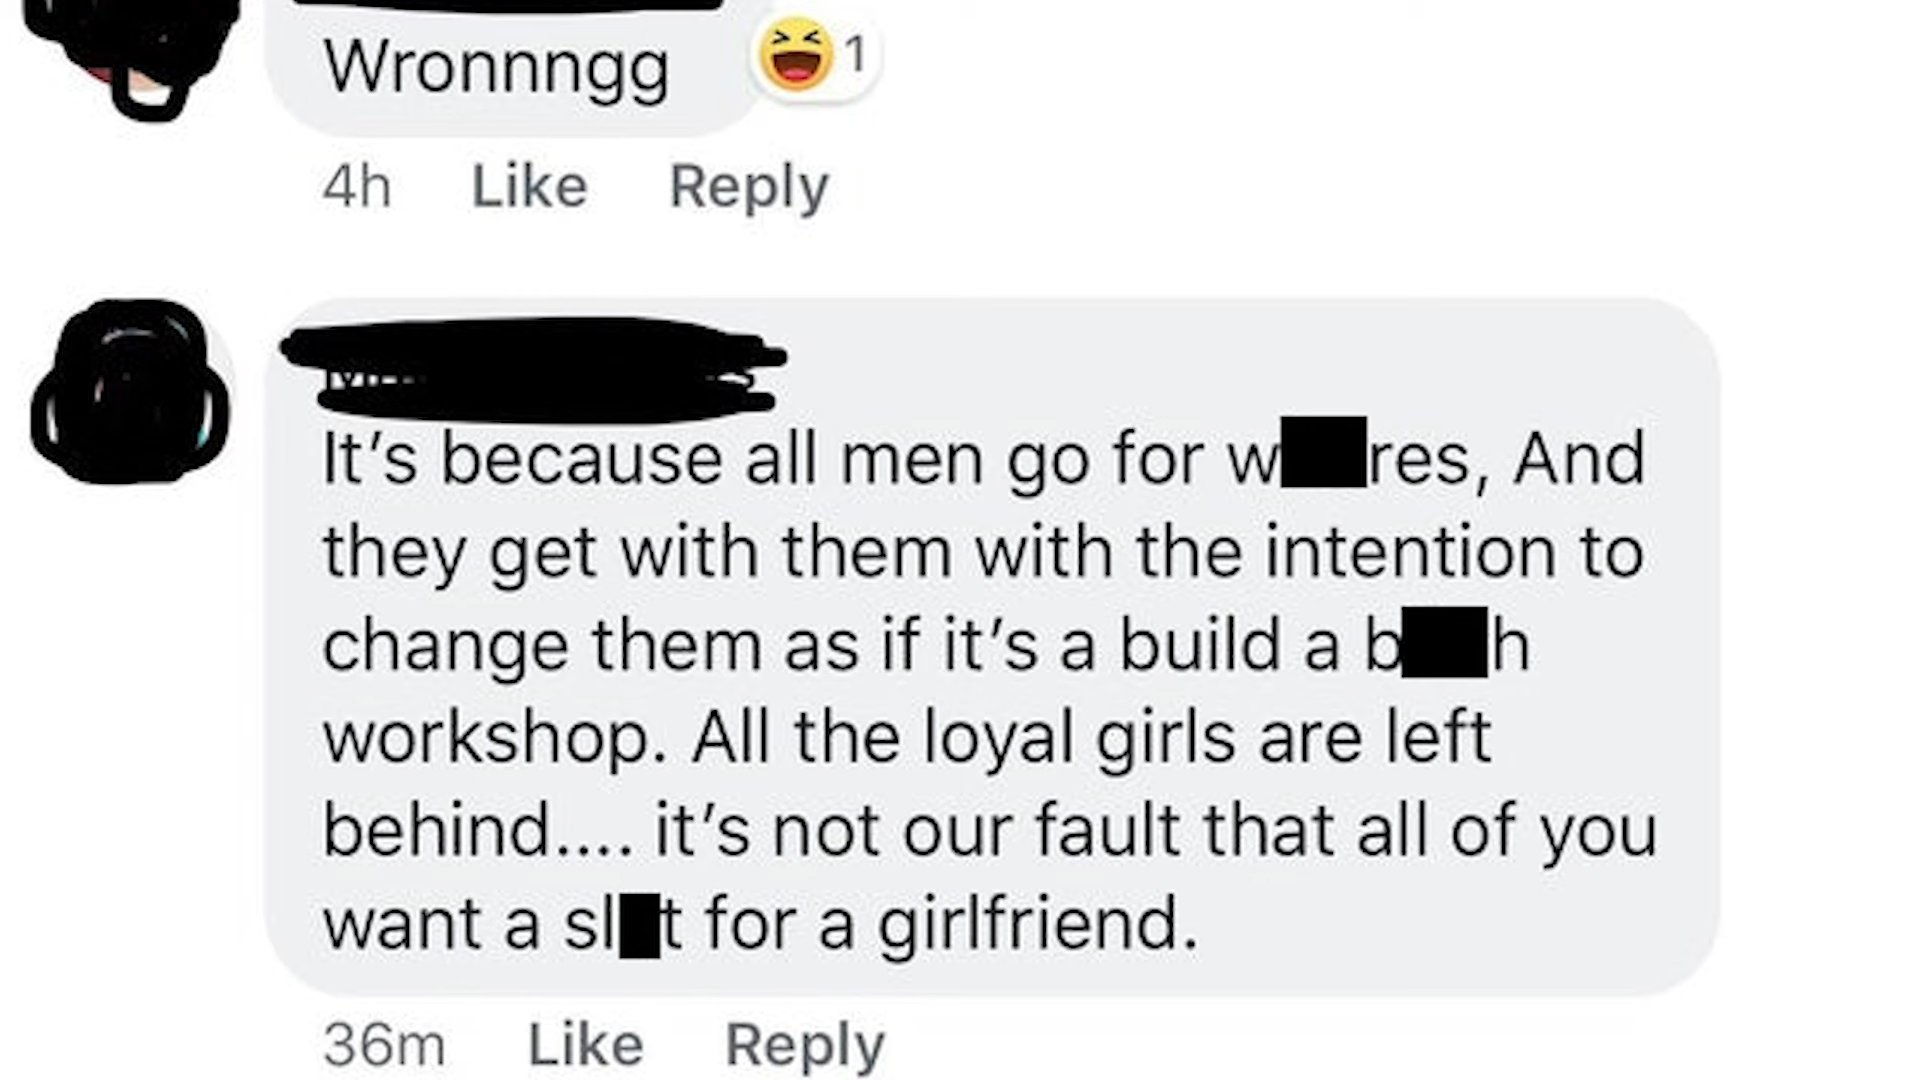 Wronnngg
1
4h Like Reply
It's because all men go for w res, And
they get with them with the intention to
change them as if it's a build a b h
workshop. All the loyal girls are left
behind.... it's not our fault that all of you
want a sl t for a girlfriend.
36m Like Reply